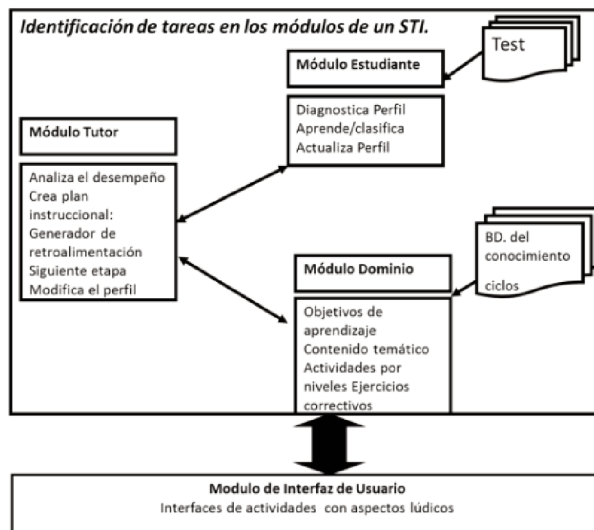 Identificación de tareas en los módulos de un STI.
Test
Módulo Estudiante
Diagnostica Perfil
Aprende/clasifica
Actualiza Perfil
Módulo Tutor
Analiza el desempeño
Crea plan
instruccional:
Generador de
retroalimentación
Siguiente etapa
Modifica el perfil
BD. del
conocimiento
ciclos
Módulo Dominio
Objetivos de
aprendizaje
Contenido temático
Actividades por
niveles Ejercicios
correctivos
Modulo de Interfaz de Usuario
Interfaces de actividades con aspectos lúdicos